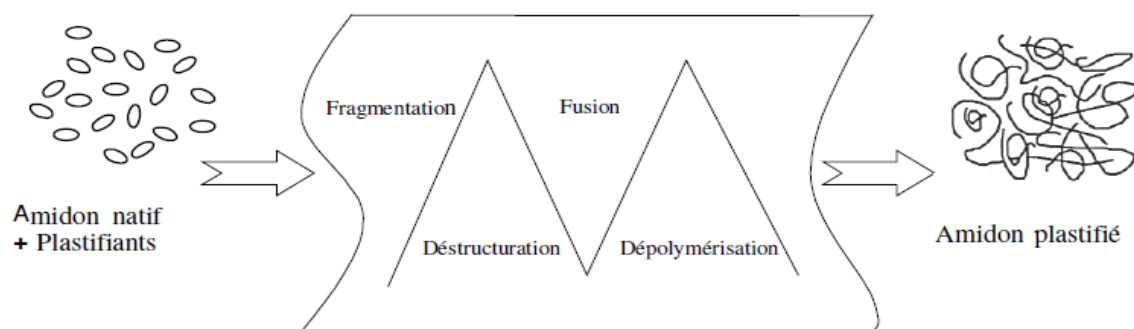 Fragmentation
Fusion
Amidon natif
+ Plastifiants
Déstructuration
Dépolymérisation
Amidon plastifié